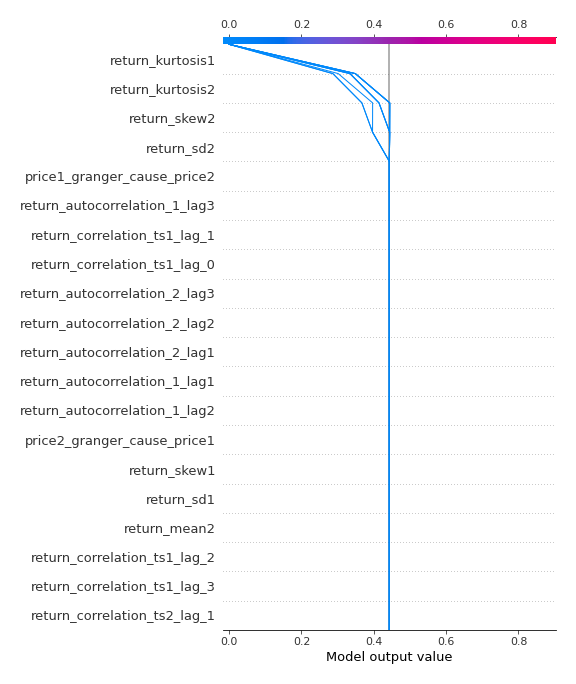 0.0 0.2 0.4 0.6 0.8
return_kurtosis1
return_kurtosis2
return_skew2
return_sd2
price1_granger_cause_price2
return_autocorrelation_1_lag3
return_correlation_ts1_lag_1
return_correlation_ts1_lag_0
return_autocorrelation_2_lag3
return_autocorrelation_2_lag2
return_autocorrelation_2_lag1
return_autocorrelation_1_lag1
return_autocorrelation_1_lag2
price2_granger_cause_price1
return_skew1
return_sd1
return_mean2
return_correlation_ts1_lag_2
return_correlation_ts1_lag_3
return_correlation_ts2_lag_1
0.0 0.2 0.4 0.6 0.8
Model output value